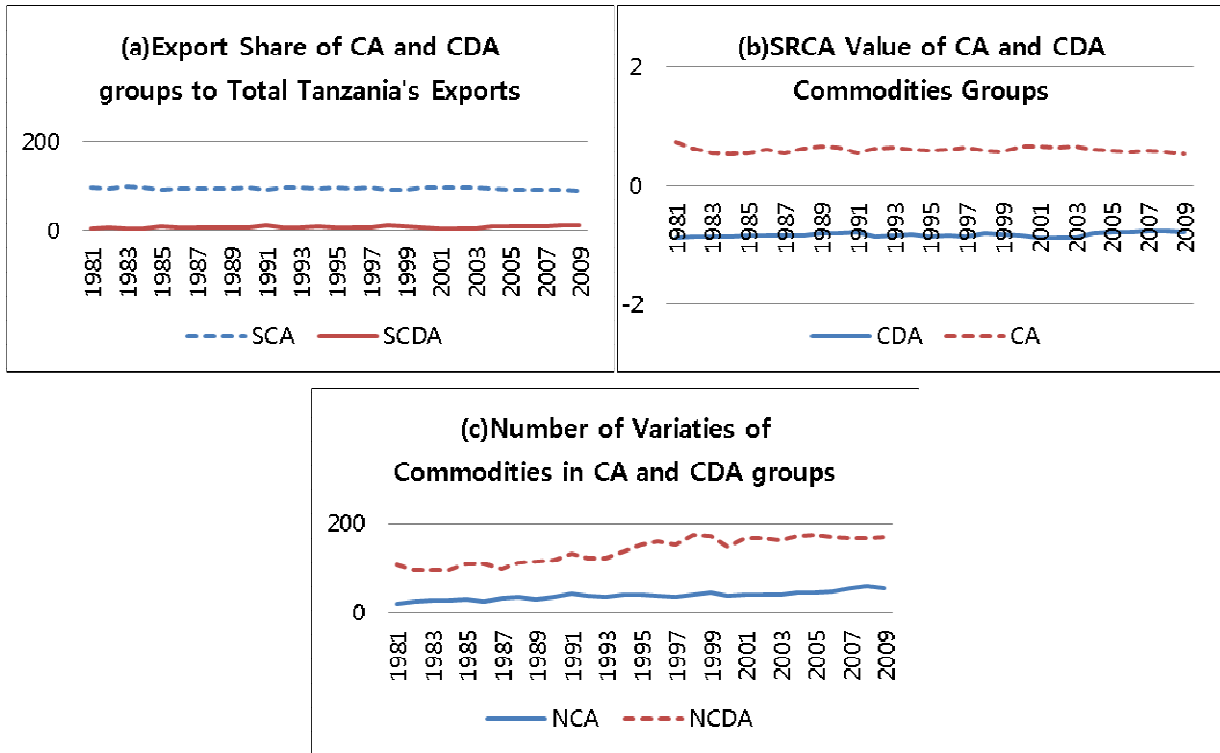 (a)Export Share of CA and CDA
groups to Total Tanzania's Exports
200
0
1981 1983 1985 1987 1989 1991 1993 1995 1997 1999 2001 2003 2005 2007 2009
SCA SCDA
(b)SRCA Value of CA and CDA
Commodities Groups
2
0
-2
1981 1983 1985 1987 1989 1991 1993 1995 1997 1999 2001 2003 2005 2007 2009
CDA CA
(c)Number of Variaties of
Commodities in CA and CDA groups
200
0
1981 1983 1985 1987 1989 1991 1993 1995 1997 1999 2001 2003 2005 2007 2009
NCA NCDA